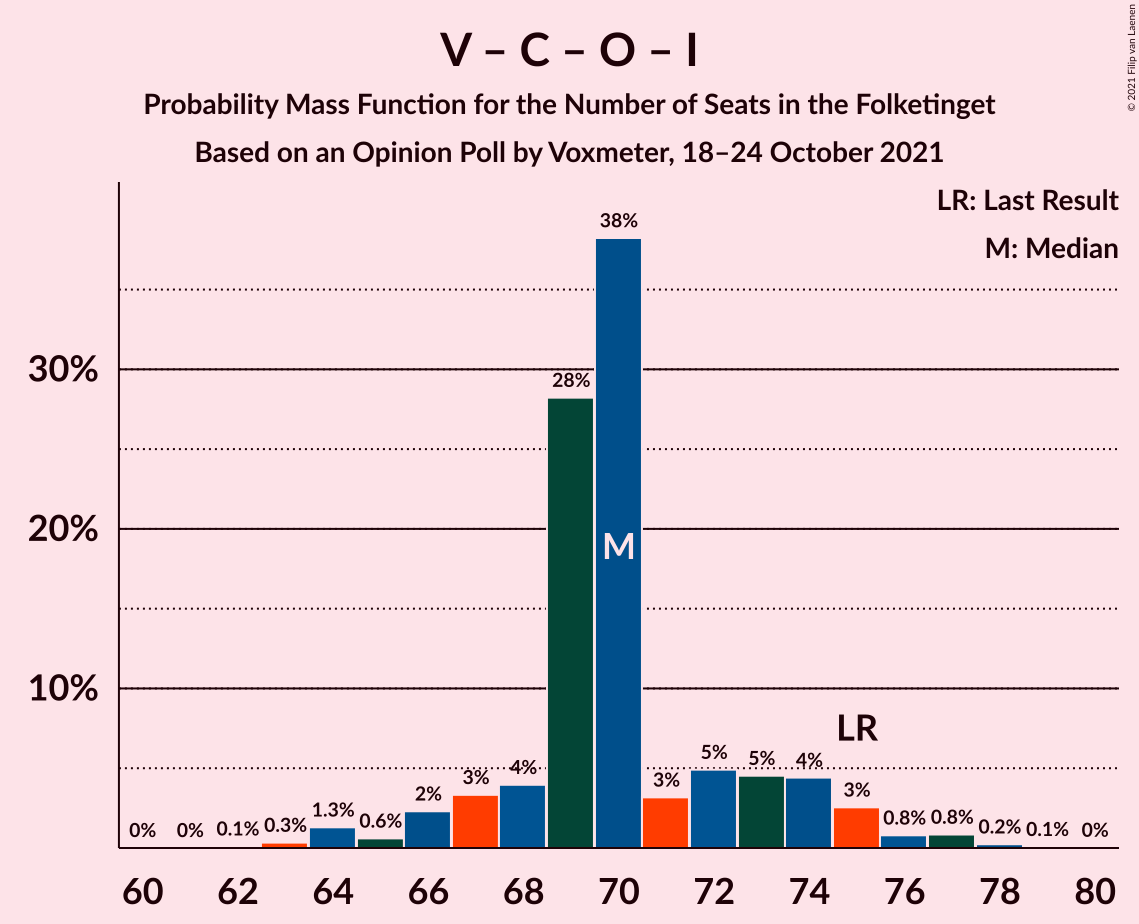 V – C – O – I
Probability Mass Function for the Number of Seats in the Folketinget
Based on an Opinion Poll by Voxmeter, 18–24 October 2021
© 2021 Filip van Laenen
LR: Last Result
M: Median
38%
30%
28%
20%
M
10%
LR
0% 0% 0.1% 0.3% 1.3% 0.6% 2% 3% 4% 3% 5% 5% 4% 3% 0.8% 0.8% 0.2% 0.1% 0%
60 62 64 66 68 70 72 74 76 78 80